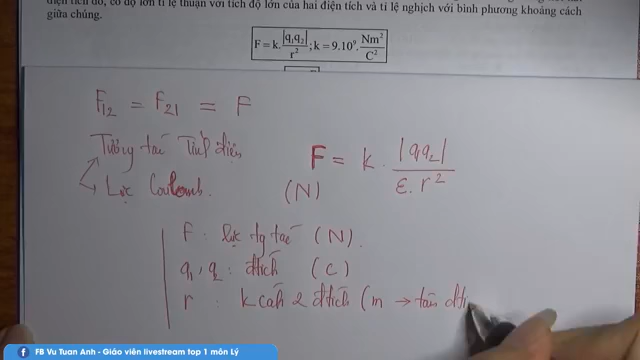 điện tích đó, có độ lớn tỉ lệ thuận với tích độ lớn của hai điện tích và tỉ lệ nghịch với bình phương khoảng cách
giữa chúng.
F = k.|q₁q₂|/r²; k = 9.10⁹.Nm²/C²
F₁₂ = F₂₁ = F
Tương tác Tĩnh điện
Lực Coulomb.
F = k . |q₁q₂|/ε.r²
(N)
F : lực tg tác (N).
q₁, q₂ : đtích (C)
r : k cách 2 đtích (m → tâm đtí
FB Vu Tuan Anh - Giáo viên livestream top 1 môn Lý